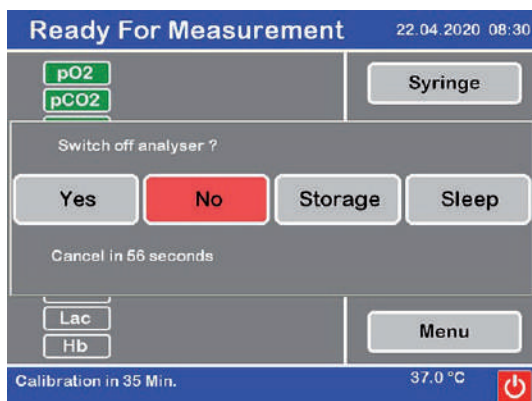 Ready For Measurement 22.04.2020 08:30
pO2
Syringe
pCO2
Switch off analyser ?
Yes No Storage Sleep
Cancel in 56 seconds
Lac
Menu
Hb
Calibration in 35 Min. 37.0 °C